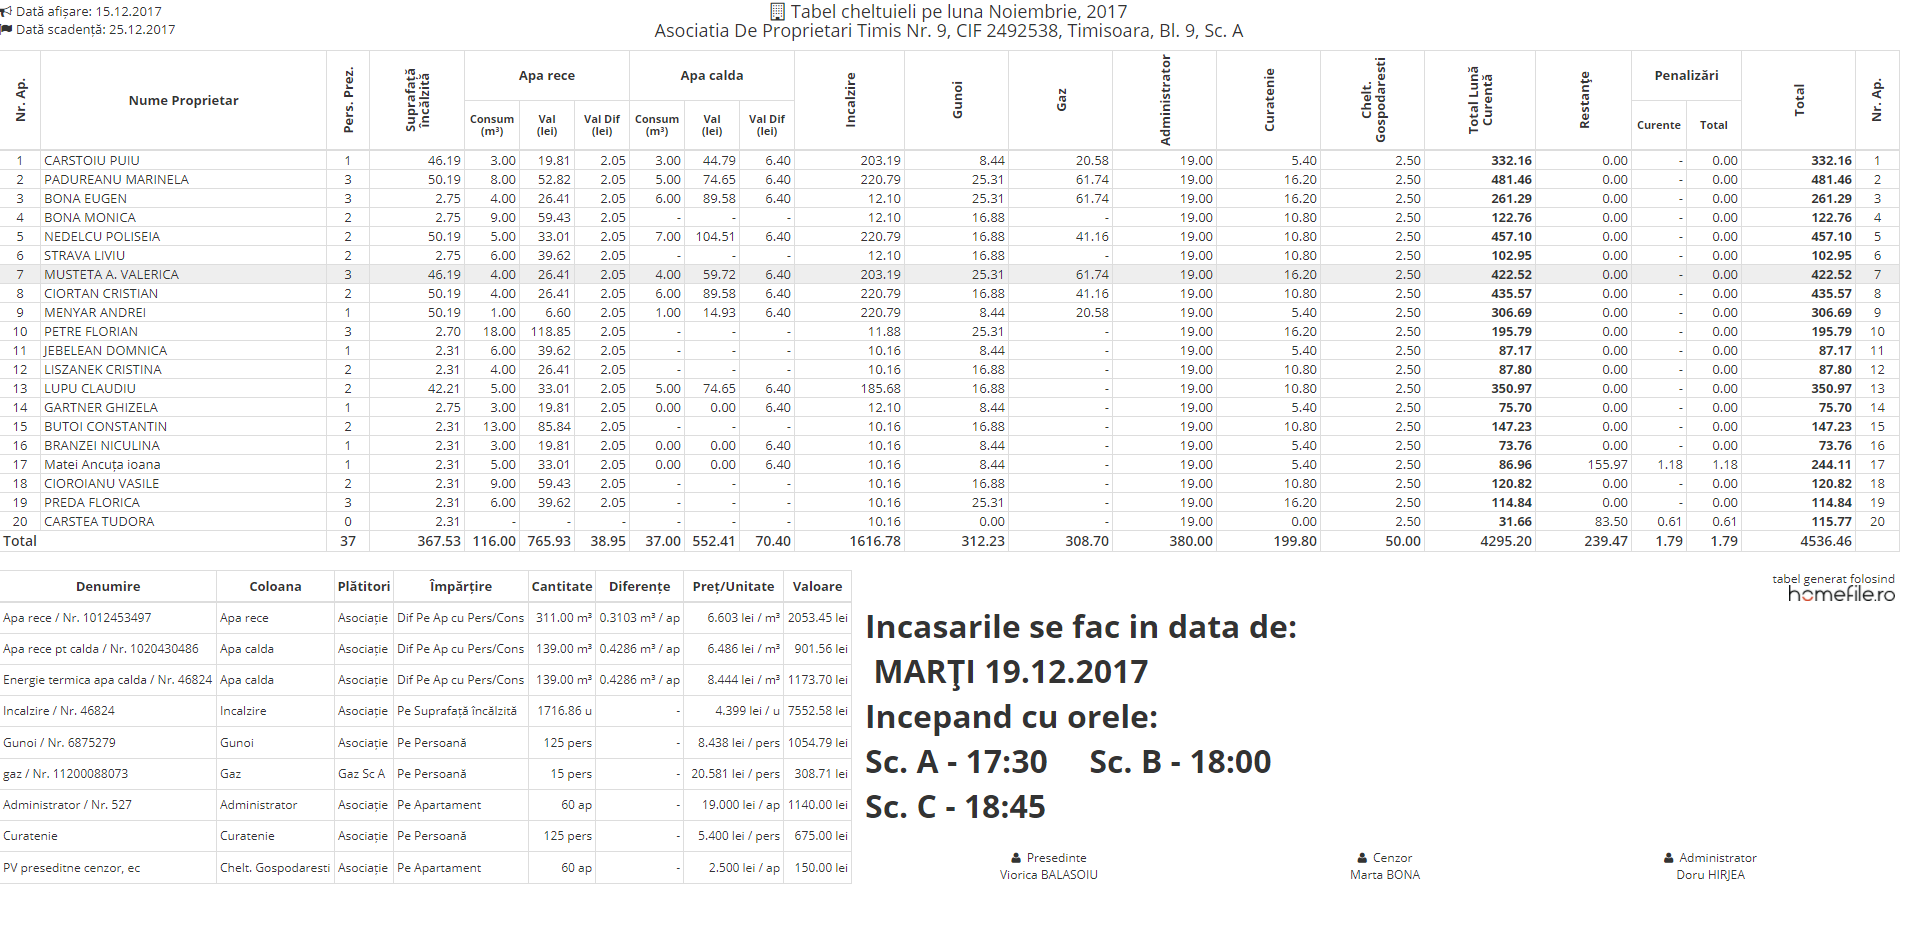 Dată afișare: 15.12.2017
Dată scadență: 25.12.2017
Tabel cheltuieli pe luna Noiembrie, 2017
Asociatia De Proprietari Timis Nr. 9, CIF 2492538, Timisoara, Bl. 9, Sc. A
Nr. Ap. Nume Proprietar Pers. Prez. Suprafață încălzită Apa rece Apa calda Incalzire Gunoi Gaz Administrator Curatenie Chelt. Gospodaresti Total Lună Curentă Restanțe Penalizări Total Nr. Ap.
Consum (m³) Val (lei) Val Dif (lei) Consum (m³) Val (lei) Val Dif (lei) Curente Total
1 CARSTOIU PUIU 1 46.19 3.00 19.81 2.05 3.00 44.79 6.40 203.19 8.44 20.58 19.00 5.40 2.50 332.16 0.00 - 0.00 332.16 1
2 PADUREANU MARINELA 3 50.19 8.00 52.82 2.05 5.00 74.65 6.40 220.79 25.31 61.74 19.00 16.20 2.50 481.46 0.00 - 0.00 481.46 2
3 BONA EUGEN 3 2.75 4.00 26.41 2.05 6.00 89.58 6.40 12.10 25.31 61.74 19.00 16.20 2.50 261.29 0.00 - 0.00 261.29 3
4 BONA MONICA 2 2.75 9.00 59.43 2.05 - - - 12.10 16.88 - 19.00 10.80 2.50 122.76 0.00 - 0.00 122.76 4
5 NEDELCU POLISEIA 2 50.19 5.00 33.01 2.05 7.00 104.51 6.40 220.79 16.88 41.16 19.00 10.80 2.50 457.10 0.00 - 0.00 457.10 5
6 STRAVA LIVIU 2 2.75 6.00 39.62 2.05 - - - 12.10 16.88 - 19.00 10.80 2.50 102.95 0.00 - 0.00 102.95 6
7 MUSTETA A. VALERICA 3 46.19 4.00 26.41 2.05 4.00 59.72 6.40 203.19 25.31 61.74 19.00 16.20 2.50 422.52 0.00 - 0.00 422.52 7
8 CIORTAN CRISTIAN 2 50.19 4.00 26.41 2.05 6.00 89.58 6.40 220.79 16.88 41.16 19.00 10.80 2.50 435.57 0.00 - 0.00 435.57 8
9 MENYAR ANDREI 1 50.19 1.00 6.60 2.05 1.00 14.93 6.40 220.79 8.44 20.58 19.00 5.40 2.50 306.69 0.00 - 0.00 306.69 9
10 PETRE FLORIAN 3 2.70 18.00 118.85 2.05 - - - 11.88 25.31 - 19.00 16.20 2.50 195.79 0.00 - 0.00 195.79 10
11 JEBELEAN DOMNICA 1 2.31 6.00 39.62 2.05 - - - 10.16 8.44 - 19.00 5.40 2.50 87.17 0.00 - 0.00 87.17 11
12 LISZANEK CRISTINA 2 2.31 4.00 26.41 2.05 - - - 10.16 16.88 - 19.00 10.80 2.50 87.80 0.00 - 0.00 87.80 12
13 LUPU CLAUDIU 2 42.21 5.00 33.01 2.05 5.00 74.65 6.40 185.68 16.88 - 19.00 10.80 2.50 350.97 0.00 - 0.00 350.97 13
14 GARTNER GHIZELA 1 2.75 3.00 19.81 2.05 0.00 0.00 6.40 12.10 8.44 - 19.00 5.40 2.50 75.70 0.00 - 0.00 75.70 14
15 BUTOI CONSTANTIN 2 2.31 13.00 85.84 2.05 - - - 10.16 16.88 - 19.00 10.80 2.50 147.23 0.00 - 0.00 147.23 15
16 BRANZEI NICULINA 1 2.31 3.00 19.81 2.05 0.00 0.00 6.40 10.16 8.44 - 19.00 5.40 2.50 73.76 0.00 - 0.00 73.76 16
17 Matei Ancuța ioana 1 2.31 5.00 33.01 2.05 0.00 0.00 6.40 10.16 8.44 - 19.00 5.40 2.50 86.96 155.97 1.18 1.18 244.11 17
18 CIOROIANU VASILE 2 2.31 9.00 59.43 2.05 - - - 10.16 16.88 - 19.00 10.80 2.50 120.82 0.00 - 0.00 120.82 18
19 PREDA FLORICA 3 2.31 6.00 39.62 2.05 - - - 10.16 25.31 - 19.00 16.20 2.50 114.84 0.00 - 0.00 114.84 19
20 CARSTEA TUDORA 0 2.31 - - - - - - 10.16 0.00 - 19.00 0.00 2.50 31.66 83.50 0.61 0.61 115.77 20
Total 37 367.53 116.00 765.93 38.95 37.00 552.41 70.40 1616.78 312.23 308.70 380.00 199.80 50.00 4295.20 239.47 1.79 1.79 4536.46
Denumire Coloana Plătitori Împărțire Cantitate Diferențe Preț/Unitate Valoare
Apa rece / Nr. 1012453497 Apa rece Asociație Dif Pe Ap cu Pers/Cons 311.00 m³ 0.3103 m³ / ap 6.603 lei / m³ 2053.45 lei
Apa rece pt calda / Nr. 1020430486 Apa calda Asociație Dif Pe Ap cu Pers/Cons 139.00 m³ 0.4286 m³ / ap 6.486 lei / m³ 901.56 lei
Energie termica apa calda / Nr. 46824 Apa calda Asociație Dif Pe Ap cu Pers/Cons 139.00 m³ 0.4286 m³ / ap 8.444 lei / m³ 1173.70 lei
Incalzire / Nr. 46824 Incalzire Asociație Pe Suprafață încălzită 1716.86 u - 4.399 lei / u 7552.58 lei
Gunoi / Nr. 6875279 Gunoi Asociație Pe Persoană 125 pers - 8.438 lei / pers 1054.79 lei
gaz / Nr. 11200088073 Gaz Gaz Sc A Pe Persoană 15 pers - 20.581 lei / pers 308.71 lei
Administrator / Nr. 527 Administrator Asociație Pe Apartament 60 ap - 19.000 lei / ap 1140.00 lei
Curatenie Curatenie Asociație Pe Persoană 125 pers - 5.400 lei / pers 675.00 lei
PV preseditne cenzor, ec Chelt. Gospodaresti Asociație Pe Apartament 60 ap - 2.500 lei / ap 150.00 lei
tabel generat folosind
homefile.ro
Incasarile se fac in data de:
MARŢI 19.12.2017
Incepand cu orele:
Sc. A - 17:30 Sc. B - 18:00
Sc. C - 18:45
Presedinte Cenzor Administrator
Viorica BALASOIU Marta BONA Doru HIRJEA